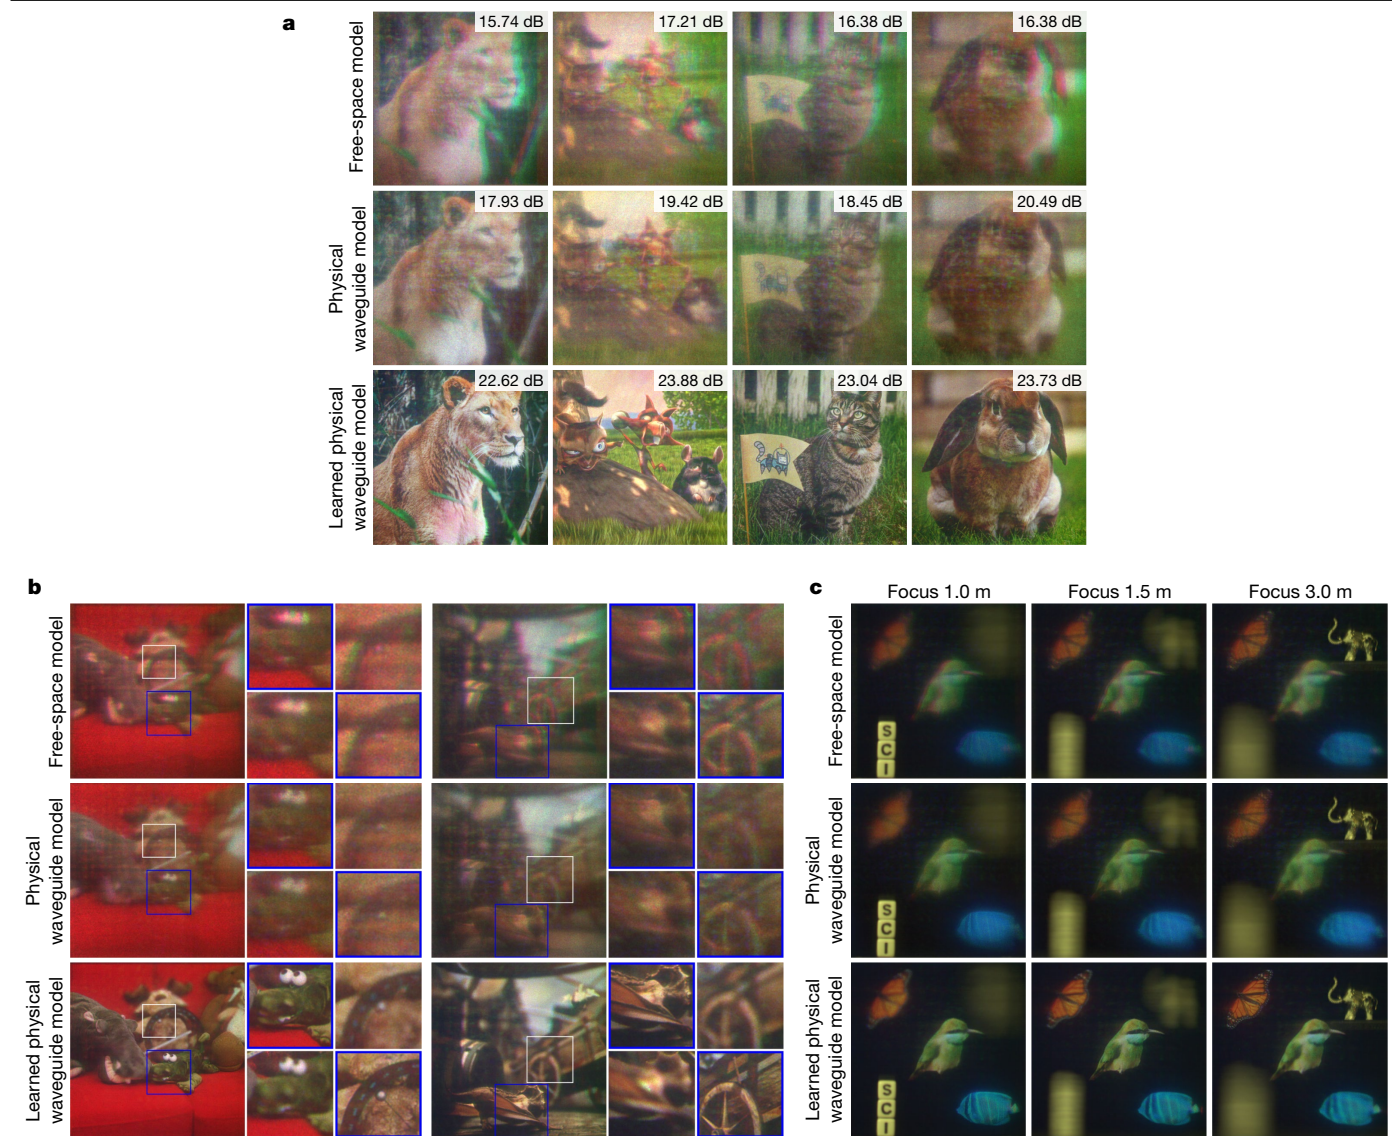 a
Free-space model
15.74 dB
17.21 dB
16.38 dB
16.38 dB
Physical
waveguide model
17.93 dB
19.42 dB
18.45 dB
20.49 dB
Learned physical
waveguide model
22.62 dB
23.88 dB
23.04 dB
23.73 dB
b
Free-space model
Physical
waveguide model
Learned physical
waveguide model
c
Focus 1.0 m
Focus 1.5 m
Focus 3.0 m
Free-space model
S
C
I
Physical
waveguide model
S
C
I
Learned physical
waveguide model
S
C
I